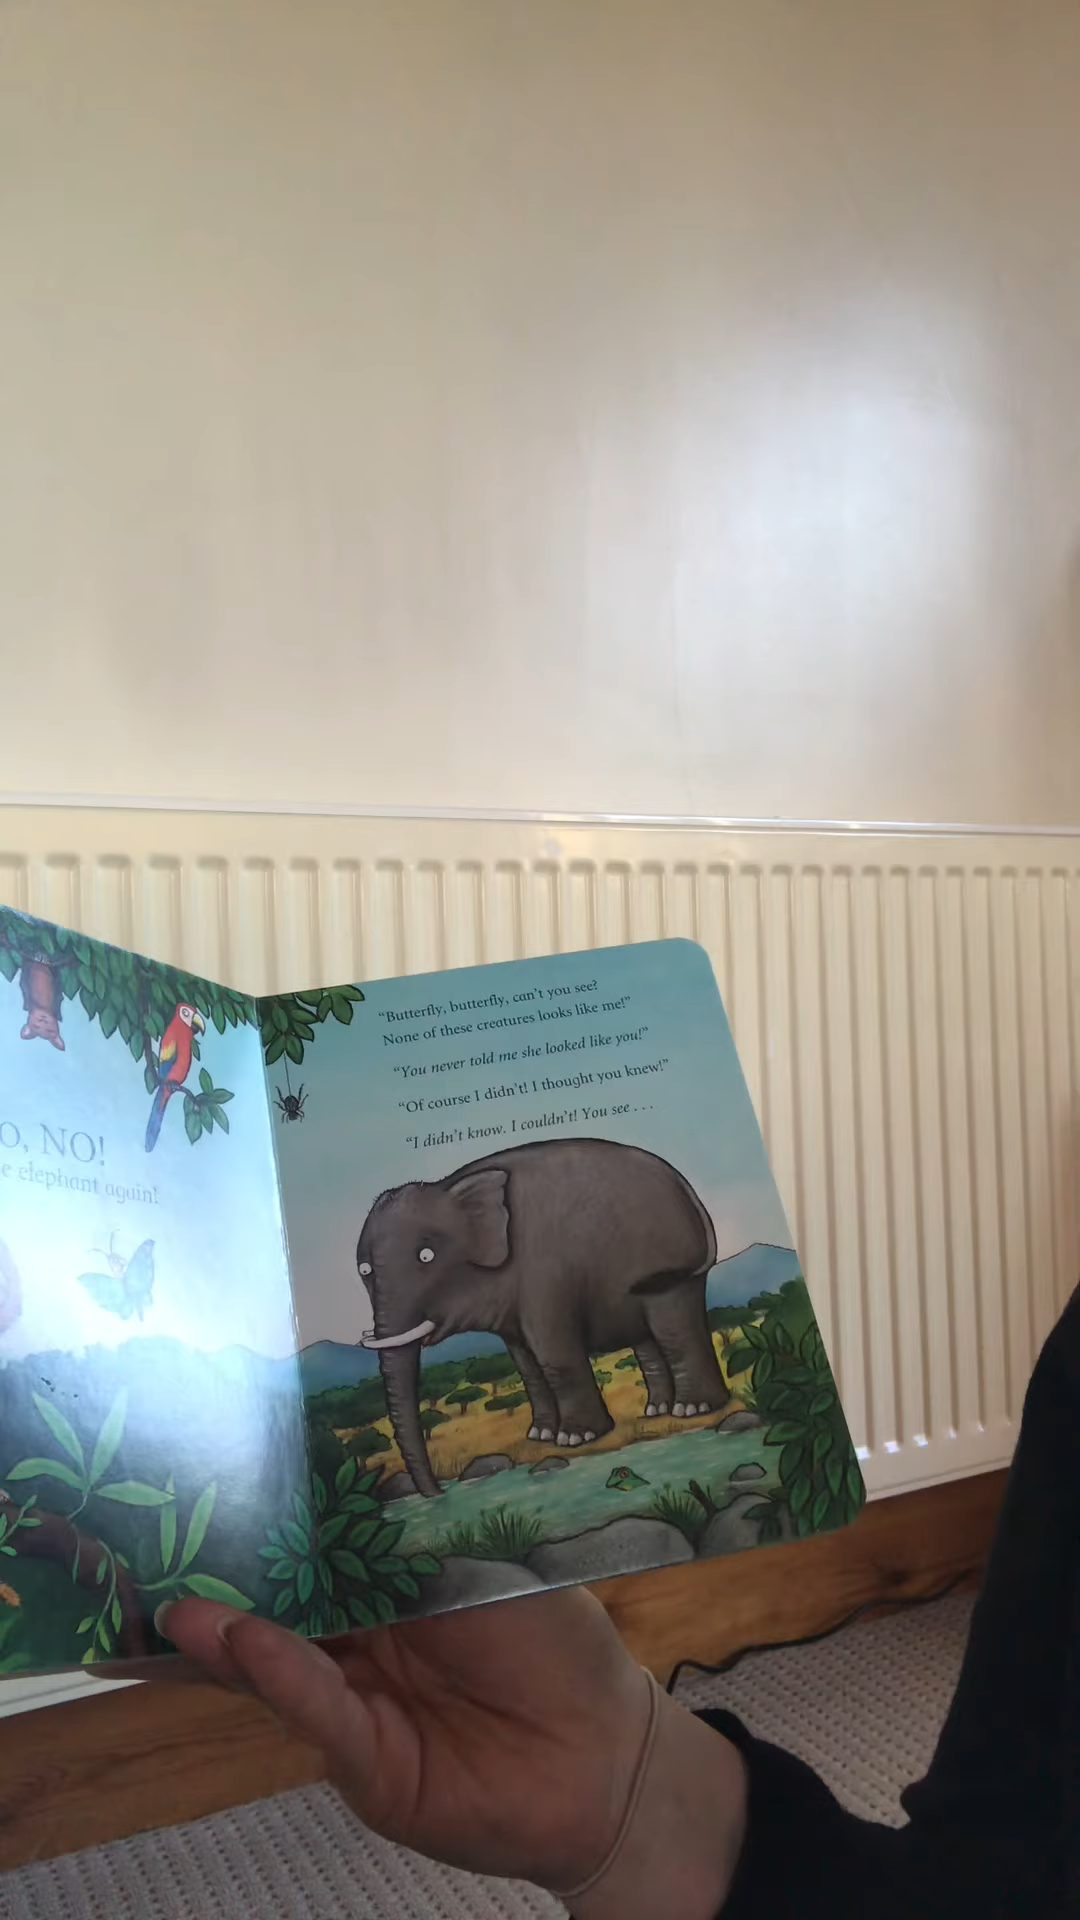 O, NO!
e elephant again!
“Butterfly, butterfly, can't you see?
None of these creatures looks like me!”
“You never told me she looked like you!”
“Of course I didn't! I thought you knew!”
“I didn't know. I couldn't! You see . . .